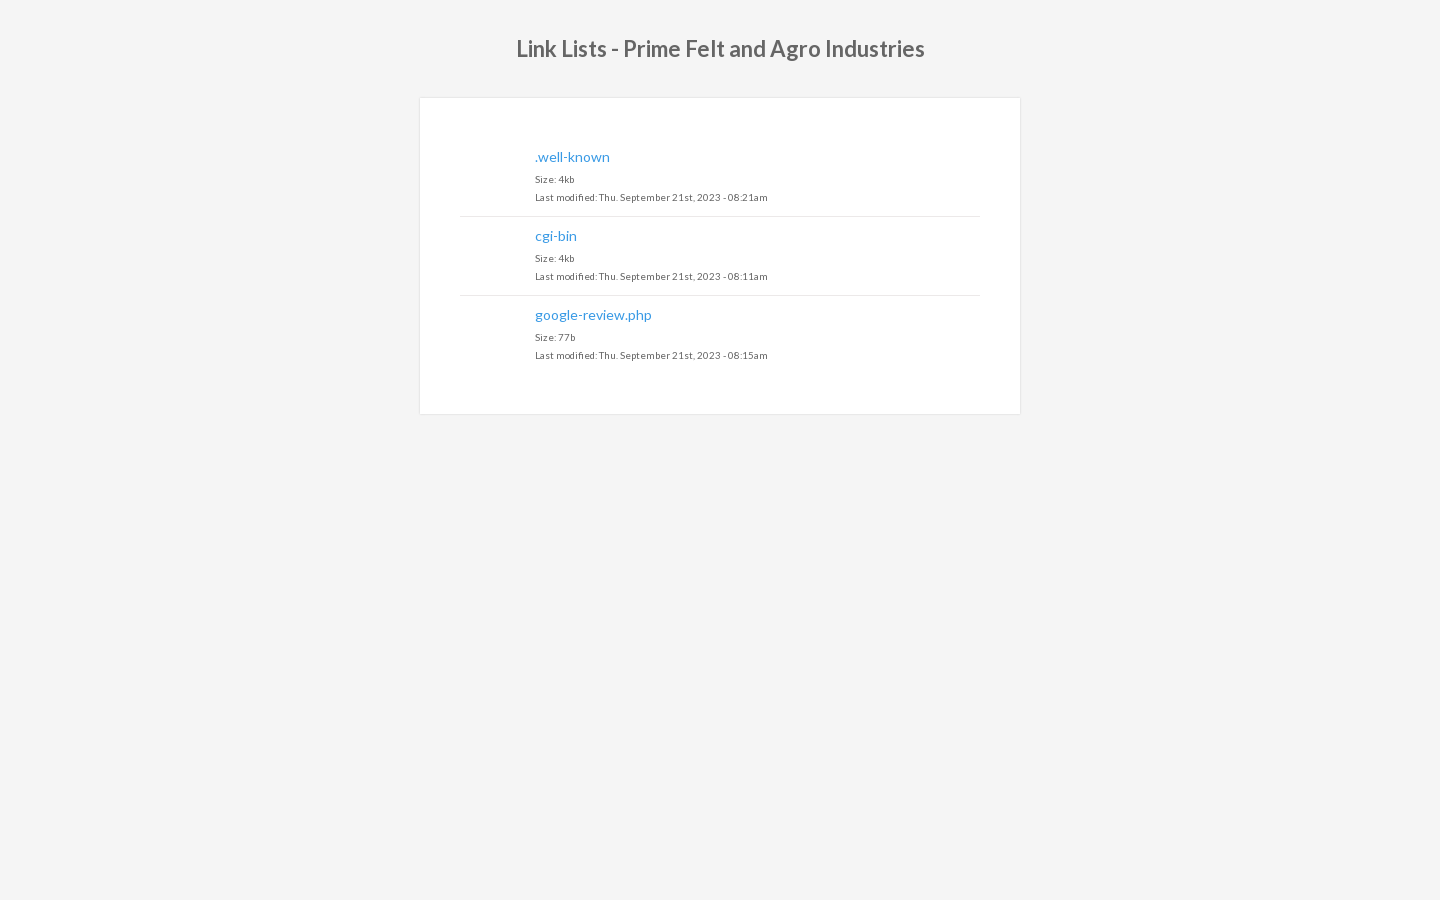 Link Lists - Prime Felt and Agro Industries
.well-known
Size: 4kb
Last modified: Thu. September 21st, 2023 - 08:21am
cgi-bin
Size: 4kb
Last modified: Thu. September 21st, 2023 - 08:11am
google-review.php
Size: 77b
Last modified: Thu. September 21st, 2023 - 08:15am